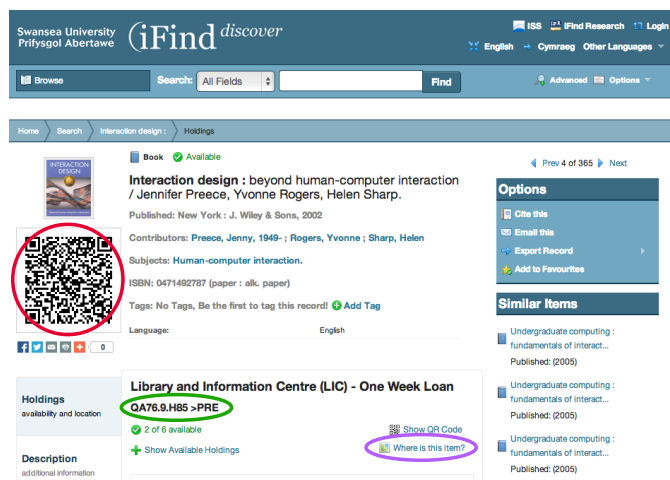 Swansea University
Prifysgol Abertawe
(iFind discover
ISS iFind Research Login
English Cymraeg Other Languages
Browse
Search: All Fields Find
Advanced Options
Home Search Interaction design : Holdings
INTERACTION
DESIGN
Book Available
Interaction design : beyond human-computer interaction
/ Jennifer Preece, Yvonne Rogers, Helen Sharp.
Published: New York : J. Wiley & Sons, 2002
Contributors: Preece, Jenny, 1949- ; Rogers, Yvonne ; Sharp, Helen
Subjects: Human-computer interaction.
ISBN: 0471492787 (paper : alk. paper)
Tags: No Tags, Be the first to tag this record! Add Tag
Language: English
0
Prev 4 of 365 Next
Options
Cite this
Email this
Export Record
Add to Favourites
Similar Items
Undergraduate computing :
fundamentals of interact...
Published: (2005)
Undergraduate computing :
fundamentals of interact...
Published: (2005)
Undergraduate computing :
fundamentals of interact...
Published: (2005)
Holdings
availability and location
Description
additional information
Library and Information Centre (LIC) - One Week Loan
QA76.9.H85 >PRE
2 of 6 available
Show QR Code
Show Available Holdings
Where is this item?